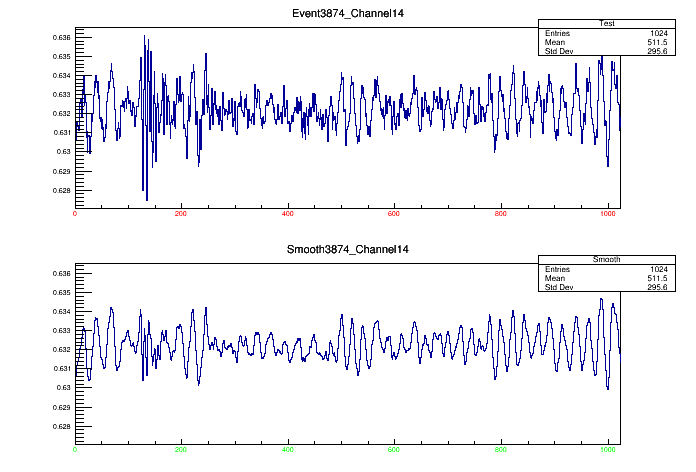 Event3874_Channel14
Test
Entries 1024
Mean 511.5
Std Dev 295.6
0.636
0.635
0.634
0.633
0.632
0.631
0.63
0.629
0.628
0 200 400 600 800 1000
Smooth3874_Channel14
Smooth
Entries 1024
Mean 511.5
Std Dev 295.6
0.636
0.635
0.634
0.633
0.632
0.631
0.63
0.629
0.628
0 200 400 600 800 1000